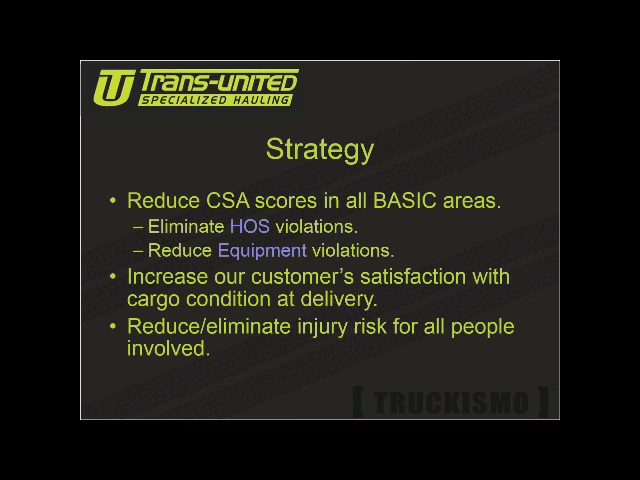 Trans-united
SPECIALIZED HAULING
Strategy
• Reduce CSA scores in all BASIC areas.
– Eliminate HOS violations.
– Reduce Equipment violations.
• Increase our customer's satisfaction with
cargo condition at delivery.
• Reduce/eliminate injury risk for all people
involved.
[ TRUCKISMO ]